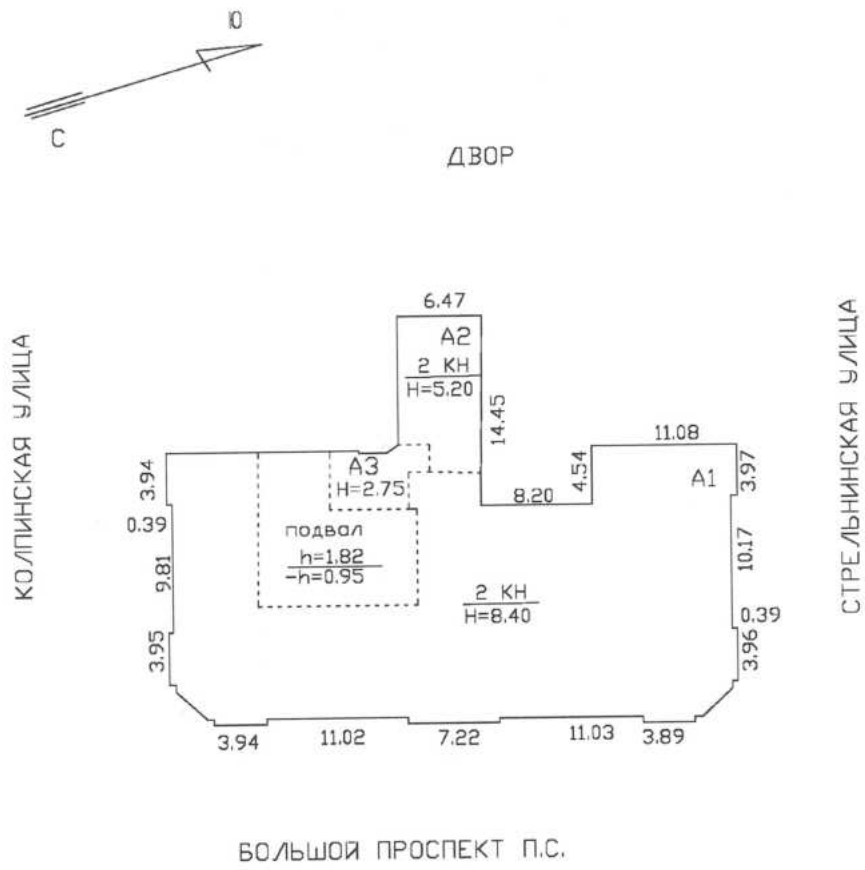 Ю
С
ДВОР
КОЛПИНСКАЯ УЛИЦА
СТРЕЛЬНИНСКАЯ УЛИЦА
6.47
А2
2 КН
H=5.20
14.45
11.08
4.54
8.20
3.97
А1
10.17
0.39
3.96
3.94
0.39
9.81
3.95
А3
H=2.75
подвал
h=1.82
-h=0.95
2 КН
H=8.40
3.94
11.02
7.22
11.03
3.89
БОЛЬШОЙ ПРОСПЕКТ П.С.